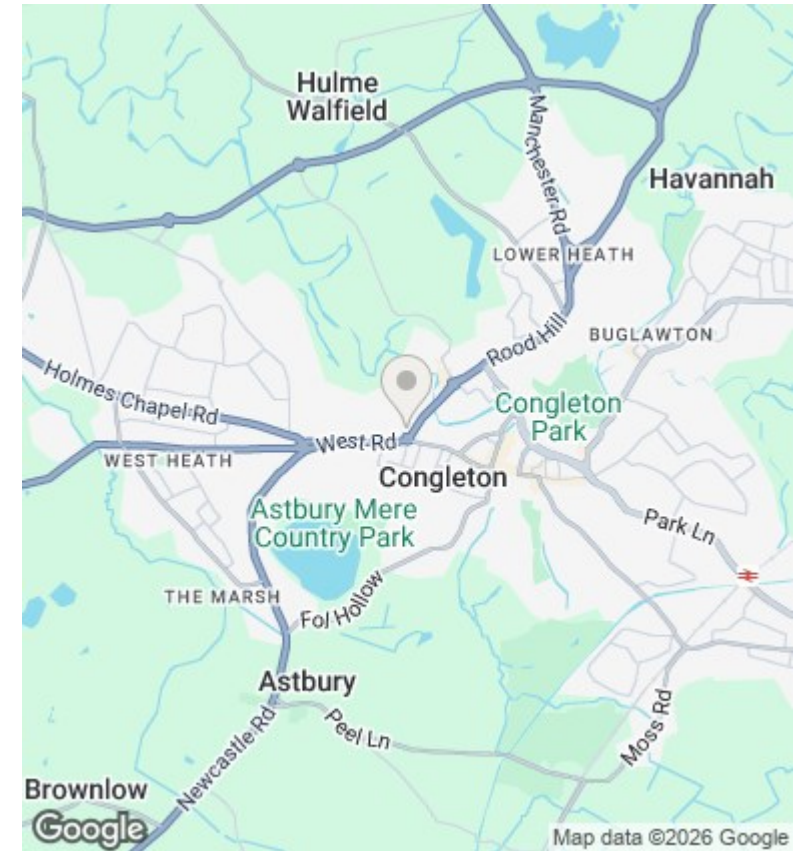 Hulme
Walfield
Manchester Rd
Havannah
LOWER HEATH
Rood Hill
BUGLAWTON
Holmes Chapel Rd
Congleton
Park
West Rd
WEST HEATH
Congleton
Astbury Mere
Country Park
Park Ln
THE MARSH
Fol Hollow
Astbury
Peel Ln
Moss Rd
Newcastle Rd
Brownlow
Google
Map data ©2026 Google